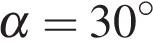 α = 30°